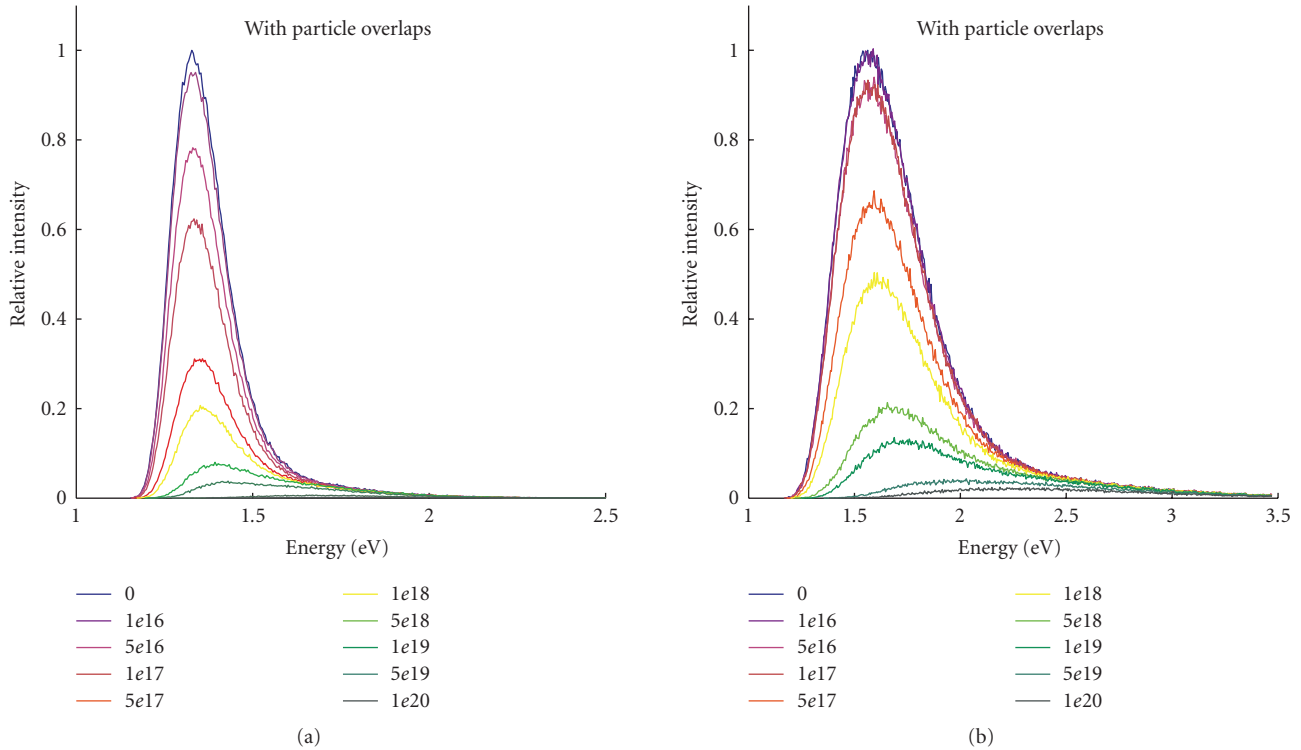 With particle overlaps
1
0.8
0.6
0.4
0.2
0
Relative intensity
1
1.5
2
2.5
Energy (eV)
0
1e16
5e16
1e17
5e17
1e18
5e18
1e19
5e19
1e20
(a)
With particle overlaps
1
0.8
0.6
0.4
0.2
0
Relative intensity
1
1.5
2
2.5
3
3.5
Energy (eV)
0
1e16
5e16
1e17
5e17
1e18
5e18
1e19
5e19
1e20
(b)